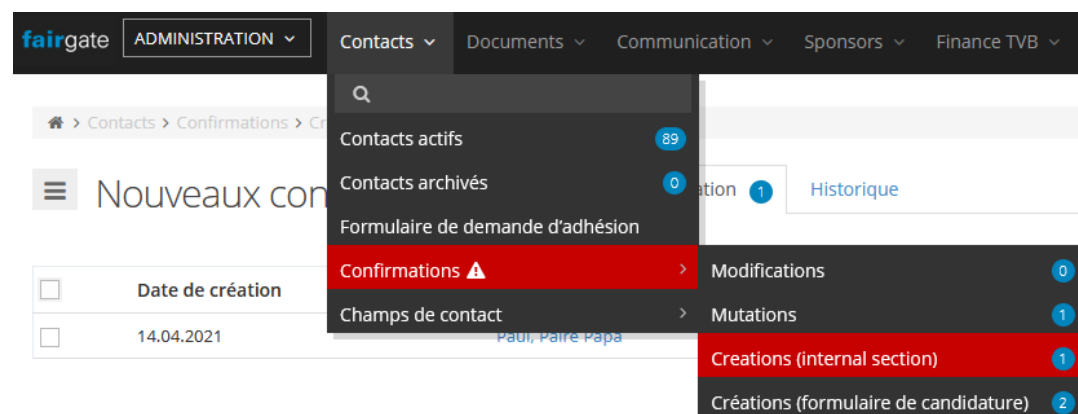 fairgate ADMINISTRATION Contacts Documents Communication Sponsors Finance TVB
Contacts > Confirmations > Cr
Contacts actifs 89
Contacts archivés 0
Nouveaux con
ation 1 Historique
Formulaire de demande d'adhésion
Confirmations
Modifications 0
Date de création
Champs de contact
Mutations 1
14.04.2021
Paul, Paire Papa
Creations (internal section) 1
Créations (formulaire de candidature) 2